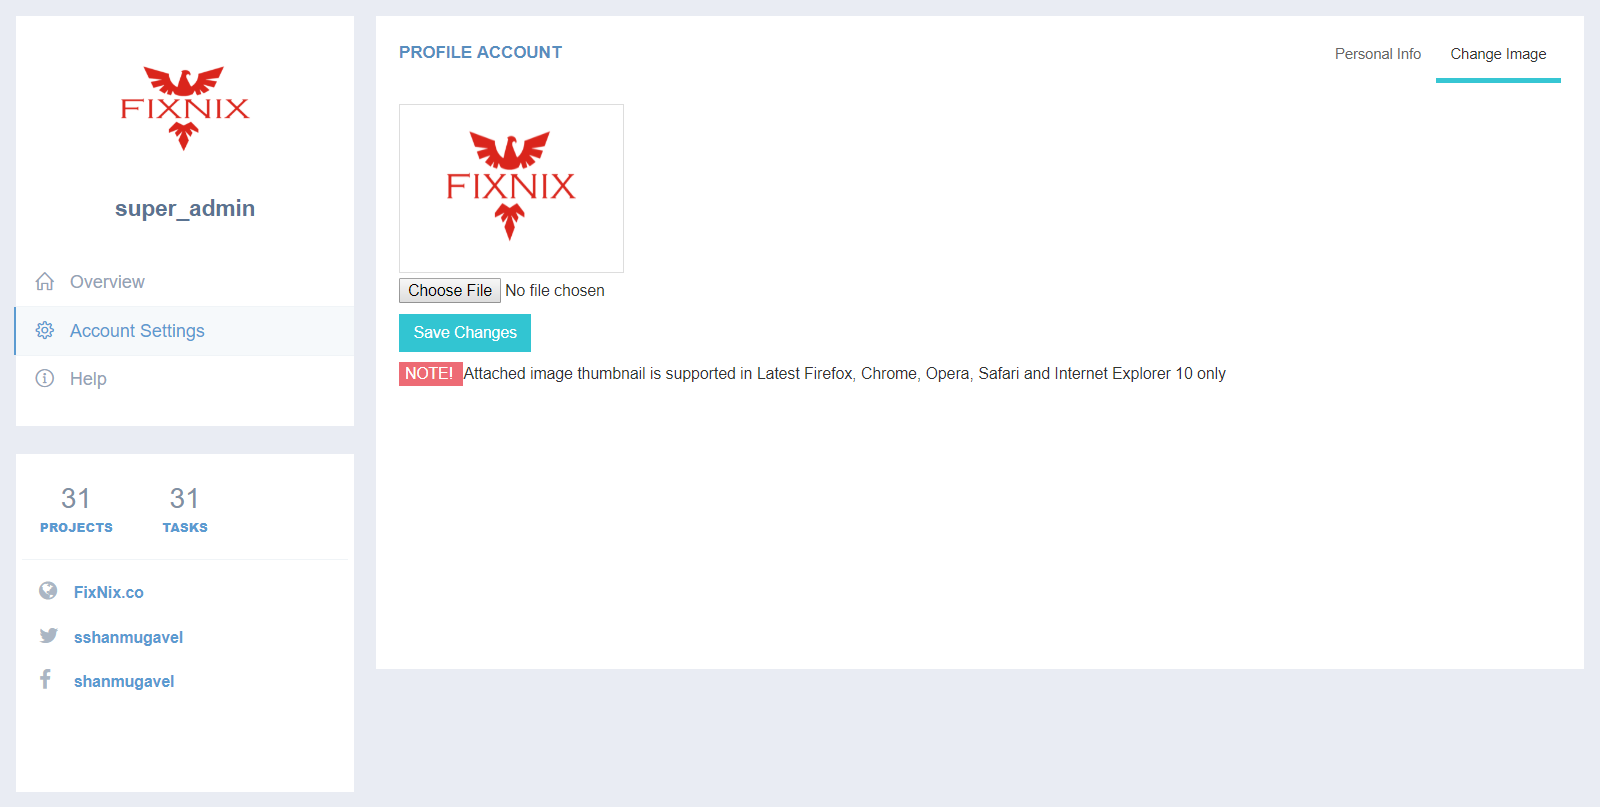 FIXNIX
super_admin
Overview
Account Settings
Help
31 31
PROJECTS TASKS
FixNix.co
sshanmugavel
shanmugavel
PROFILE ACCOUNT
Personal Info Change Image
FIXNIX
Choose File No file chosen
Save Changes
NOTE! Attached image thumbnail is supported in Latest Firefox, Chrome, Opera, Safari and Internet Explorer 10 only